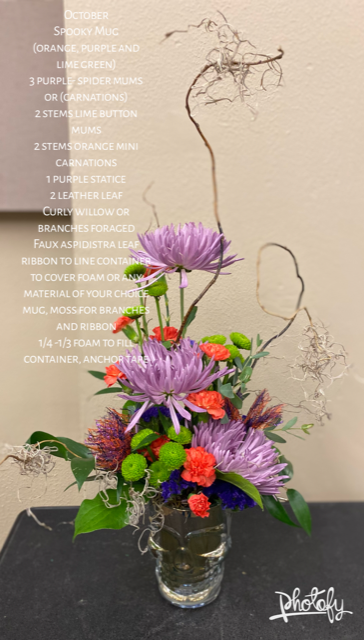 October
Spooky Mug
(orange, purple and
lime green)
3 purple- spider mums
or (carnations)
2 stems lime button
mums
2 stems orange mini
carnations
1 purple statice
2 leather leaf
Curly willow or
branches foraged
Faux aspidistra leaf
ribbon to line container
to cover foam or any
material of your choice
mug, moss for branches
and ribbon
1/4 -1/3 foam to fill
container, anchor tape
photofy